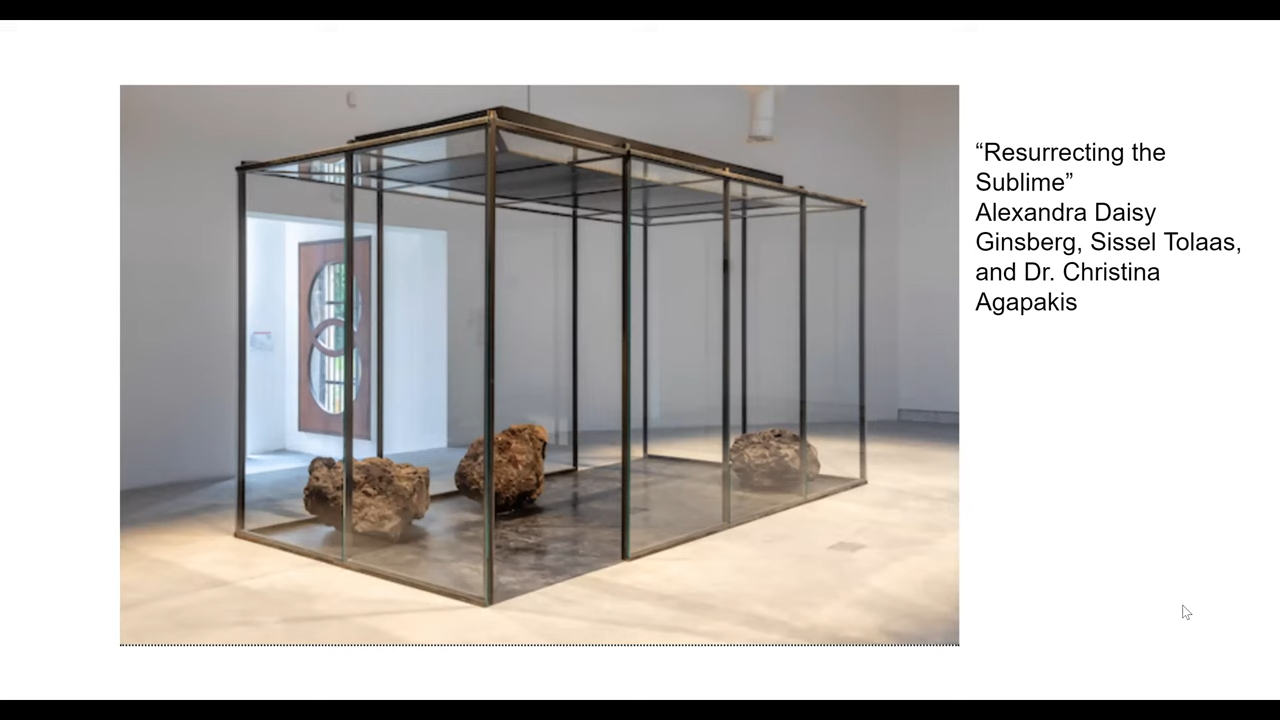 “Resurrecting the
Sublime”
Alexandra Daisy
Ginsberg, Sissel Tolaas,
and Dr. Christina
Agapakis